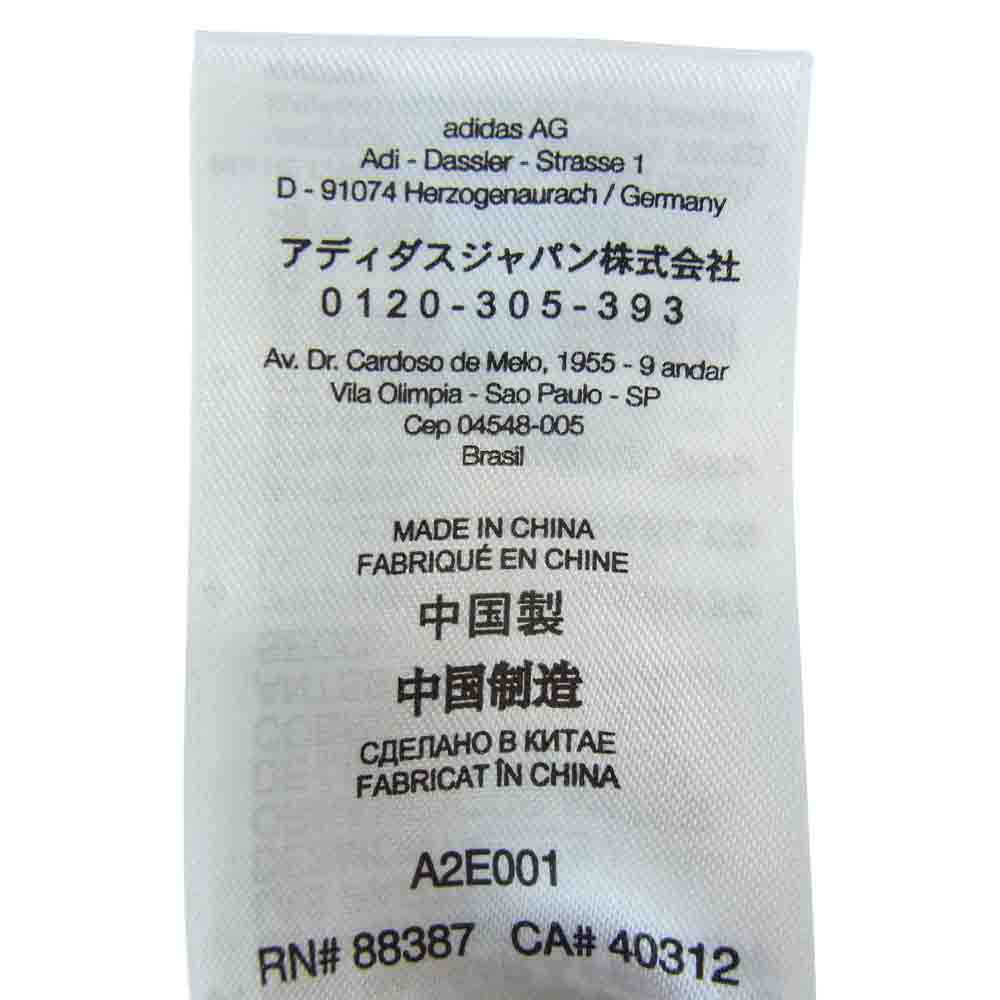 adidas AG
Adi - Dassler - Strasse 1
D - 91074 Herzogenaurach / Germany
アディダスジャパン株式会社
0120-305-393
Av. Dr. Cardoso de Melo, 1955 - 9 andar
Vila Olimpia - Sao Paulo - SP
Cep 04548-005
Brasil
MADE IN CHINA
FABRIQUÉ EN CHINE
中国製
中国制造
СДЕЛАНО В КИТАЕ
FABRICAT ÎN CHINA
A2E001
RN# 88387 CA# 40312